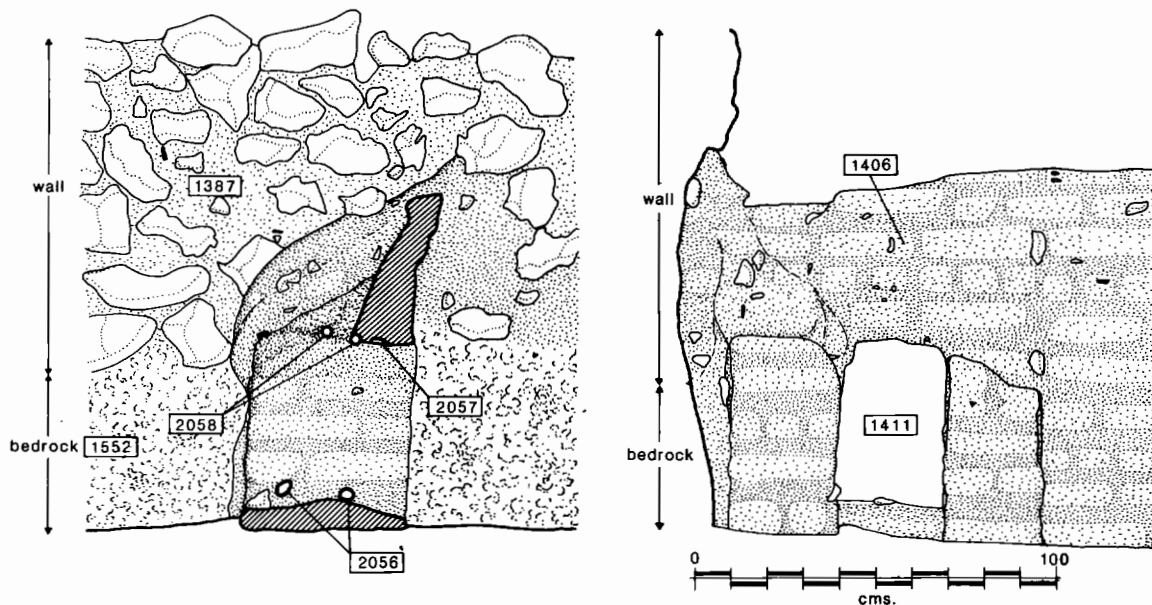 wall
1387
2058
2057
bedrock 1552
2056
wall
1406
1411
bedrock
0 100
cms.